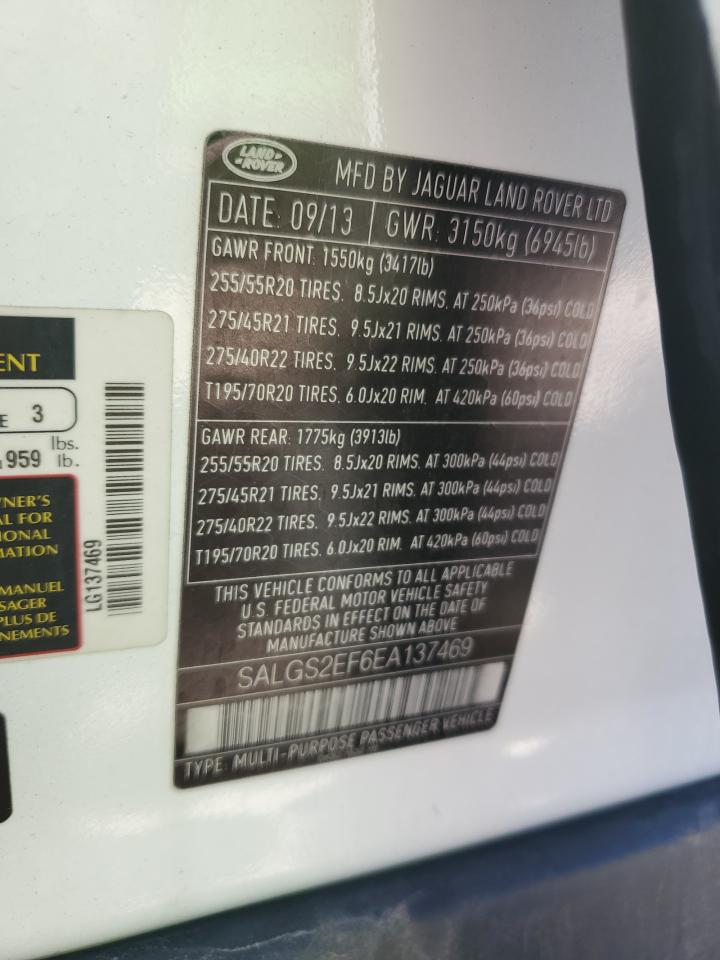 LAND ROVER
MFD BY JAGUAR LAND ROVER LTD
DATE: 09/13 GWR: 3150kg (6945lb)
GAWR FRONT: 1550kg (3417lb)
255/55R20 TIRES. 8.5Jx20 RIMS. AT 250kPa (36psi) COLD
275/45R21 TIRES. 9.5Jx21 RIMS. AT 250kPa (36psi) COLD
275/40R22 TIRES. 9.5Jx22 RIMS. AT 250kPa (36psi) COLD
T195/70R20 TIRES. 6.0Jx20 RIM. AT 420kPa (60psi) COLD
GAWR REAR: 1775kg (3913lb)
255/55R20 TIRES. 8.5Jx20 RIMS. AT 300kPa (44psi) COLD
275/45R21 TIRES. 9.5Jx21 RIMS. AT 300kPa (44psi) COLD
275/40R22 TIRES. 9.5Jx22 RIMS. AT 300kPa (44psi) COLD
T195/70R20 TIRES. 6.0Jx20 RIM. AT 420kPa (60psi) COLD
THIS VEHICLE CONFORMS TO ALL APPLICABLE
U.S. FEDERAL MOTOR VEHICLE SAFETY
STANDARDS IN EFFECT ON THE DATE OF
MANUFACTURE SHOWN ABOVE
SALGS2EF6EA137469
TYPE: MULTI-PURPOSE PASSENGER VEHICLE
ENT
E 3
lbs.
959 lb.
NER'S
L FOR
IONAL
MATION
MANUEL
SAGER
PLUS DE
NEMENTS
LG137469